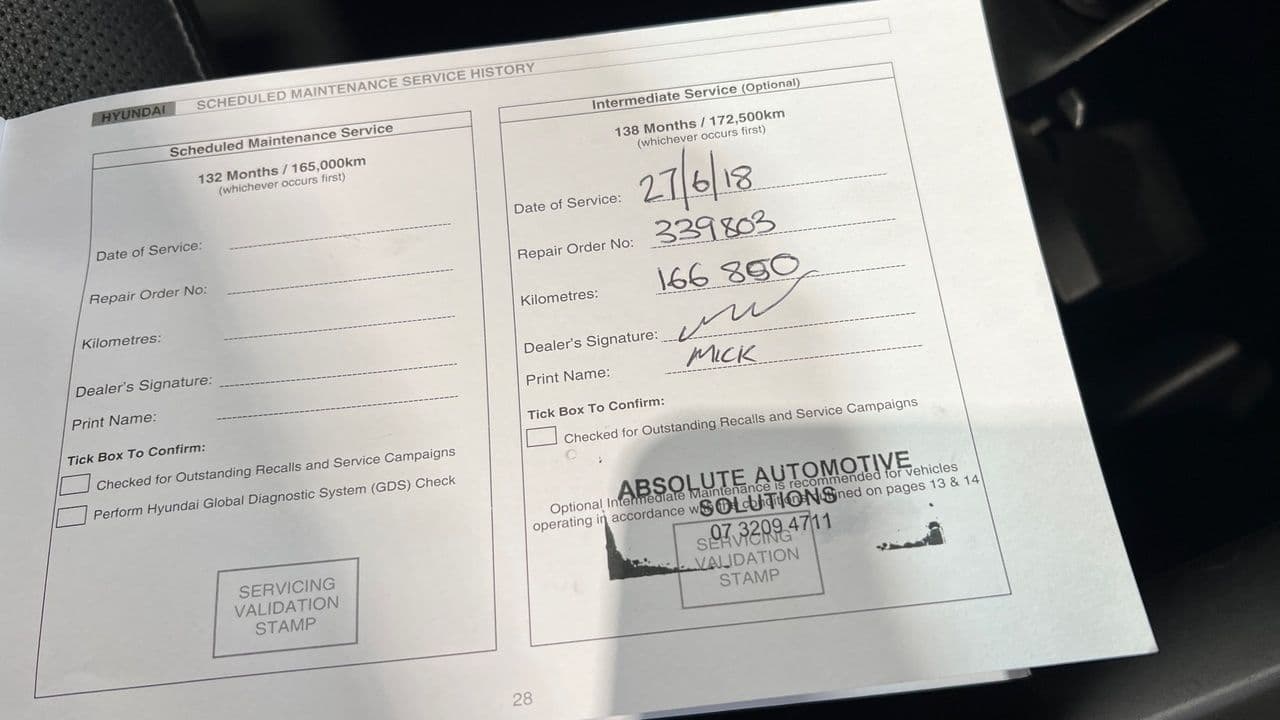 HYUNDAI SCHEDULED MAINTENANCE SERVICE HISTORY
Scheduled Maintenance Service
132 Months / 165,000km
(whichever occurs first)
Date of Service:
Repair Order No:
Kilometres:
Dealer's Signature:
Print Name:
Tick Box To Confirm:
Checked for Outstanding Recalls and Service Campaigns
Perform Hyundai Global Diagnostic System (GDS) Check
SERVICING
VALIDATION
STAMP
Intermediate Service (Optional)
138 Months / 172,500km
(whichever occurs first)
Date of Service: 27/6/18
Repair Order No: 339803
Kilometres: 166 850
Dealer's Signature:
Print Name: MICK
Tick Box To Confirm:
Checked for Outstanding Recalls and Service Campaigns
ABSOLUTE AUTOMOTIVE
Optional Intermediate Maintenance is recommended for vehicles
SOLUTIONS
operating in accordance on pages 13 & 14
07 3209 4711
SERVICING
VALIDATION
STAMP
28